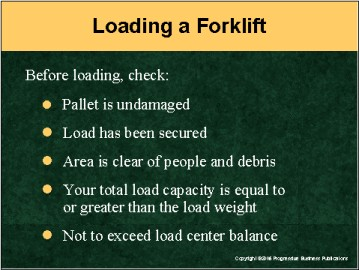 Loading a Forklift
Before loading, check:
Pallet is undamaged
Load has been secured
Area is clear of people and debris
Your total load capacity is equal to
or greater than the load weight
Not to exceed load center balance
Copyright Progressive Business Publications